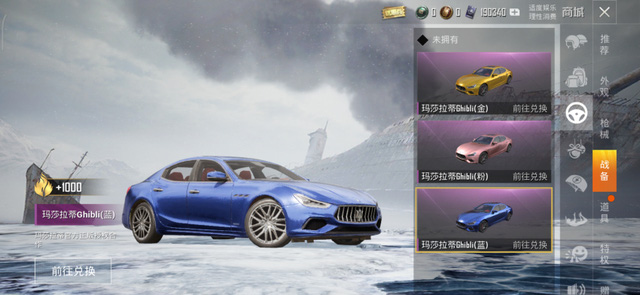 0
0
190340
适度娱乐
理性消费
商城
未拥有
玛莎拉蒂Ghibli(金)
前往兑换
玛莎拉蒂Ghibli(粉)
前往兑换
玛莎拉蒂Ghibli(蓝)
前往兑换
推荐
外观
枪械
战备
道具
特权
赠
+1000
玛莎拉蒂Ghibli(蓝)
前往兑换